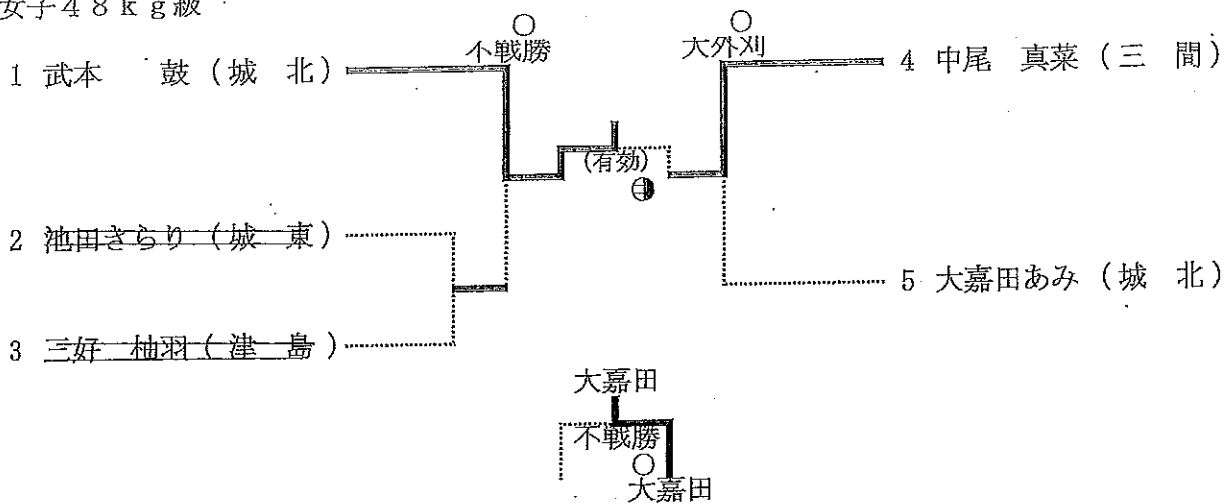 女子48kg級
○ ○
不戦勝 大外刈
1 武本 鼓(城 北) 4 中尾 真菜(三 間)
(有効)
2 池田さらり(城 東)
5 大嘉田あみ(城 北)
3 三好 柚羽(津 島)
大嘉田
不戦勝
○
大嘉田